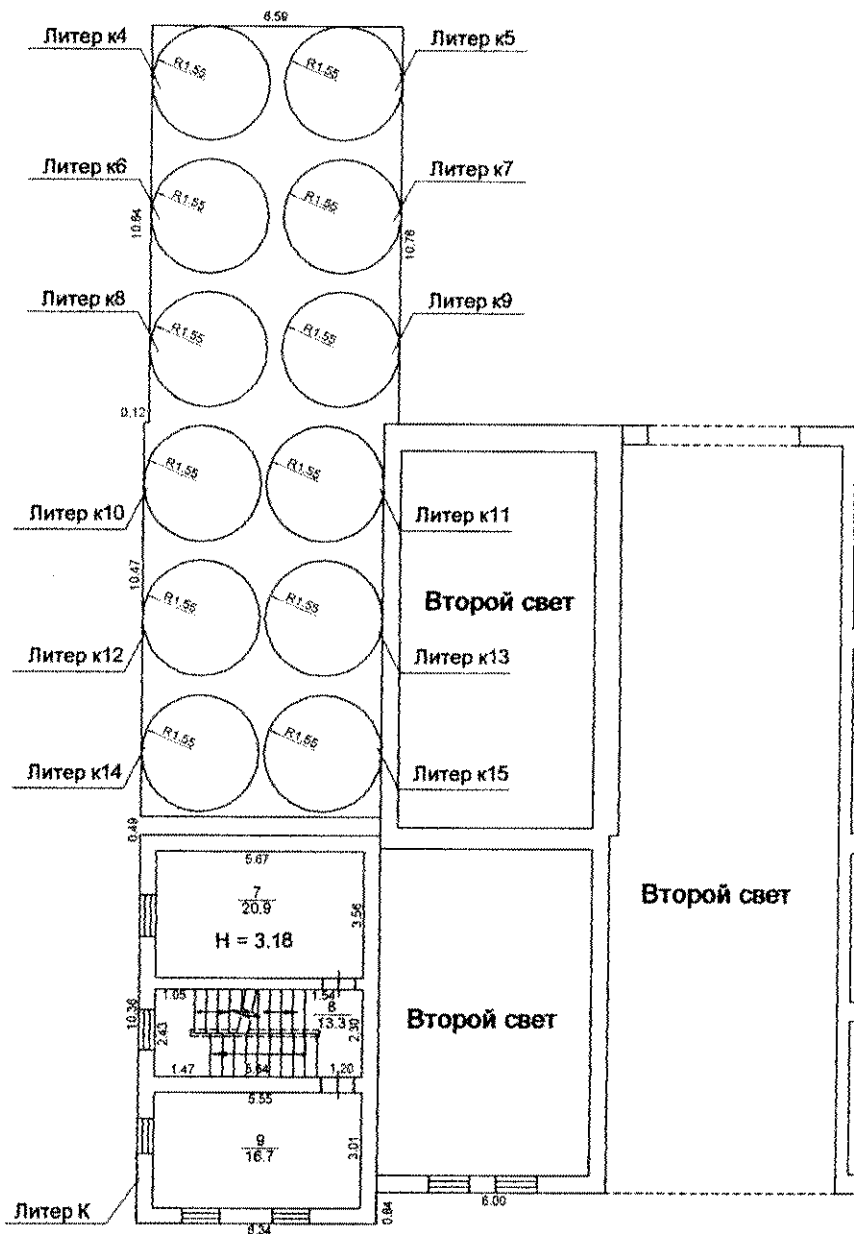 6.59
Литер к4
Литер к5
R1.55
R1.55
Литер к6
Литер к7
R1.55
R1.55
10.84
10.76
Литер к8
Литер к9
R1.55
R1.55
0.12
R1.55
R1.55
Литер к10
Литер к11
10.47
Второй свет
R1.55
R1.55
Литер к12
Литер к13
R1.55
R1.55
Литер к14
Литер к15
0.49
5.67
7
20.9
3.56
Второй свет
H = 3.18
1.05
1.54
8
13.3
10.36
2.43
2.30
Второй свет
1.47
5.64
1.20
5.55
9
16.7
3.01
Литер К
6.34
0.84
6.00